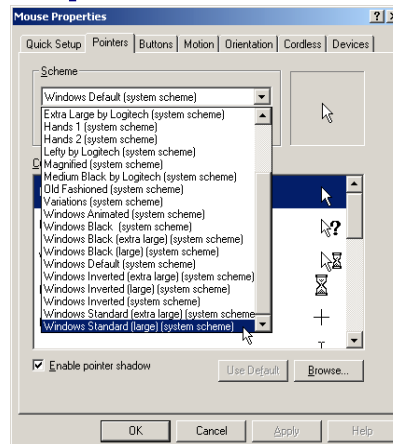 Mouse Properties
Quick Setup Pointers Buttons Motion Orientation Cordless Devices
Scheme
Windows Default (system scheme)
Extra Large by Logitech (system scheme)
Hands 1 (system scheme)
Hands 2 (system scheme)
Lefty by Logitech (system scheme)
Magnified (system scheme)
Medium Black by Logitech (system scheme)
Old Fashioned (system scheme)
Variations (system scheme)
Windows Animated (system scheme)
Windows Black (system scheme)
Windows Black (extra large) (system scheme)
Windows Black (large) (system scheme)
Windows Default (system scheme)
Windows Inverted (extra large) (system scheme)
Windows Inverted (large) (system scheme)
Windows Inverted (system scheme)
Windows Standard (extra large) (system scheme
Windows Standard (large) (system scheme)
Enable pointer shadow
Use Default Browse...
OK Cancel Apply Help